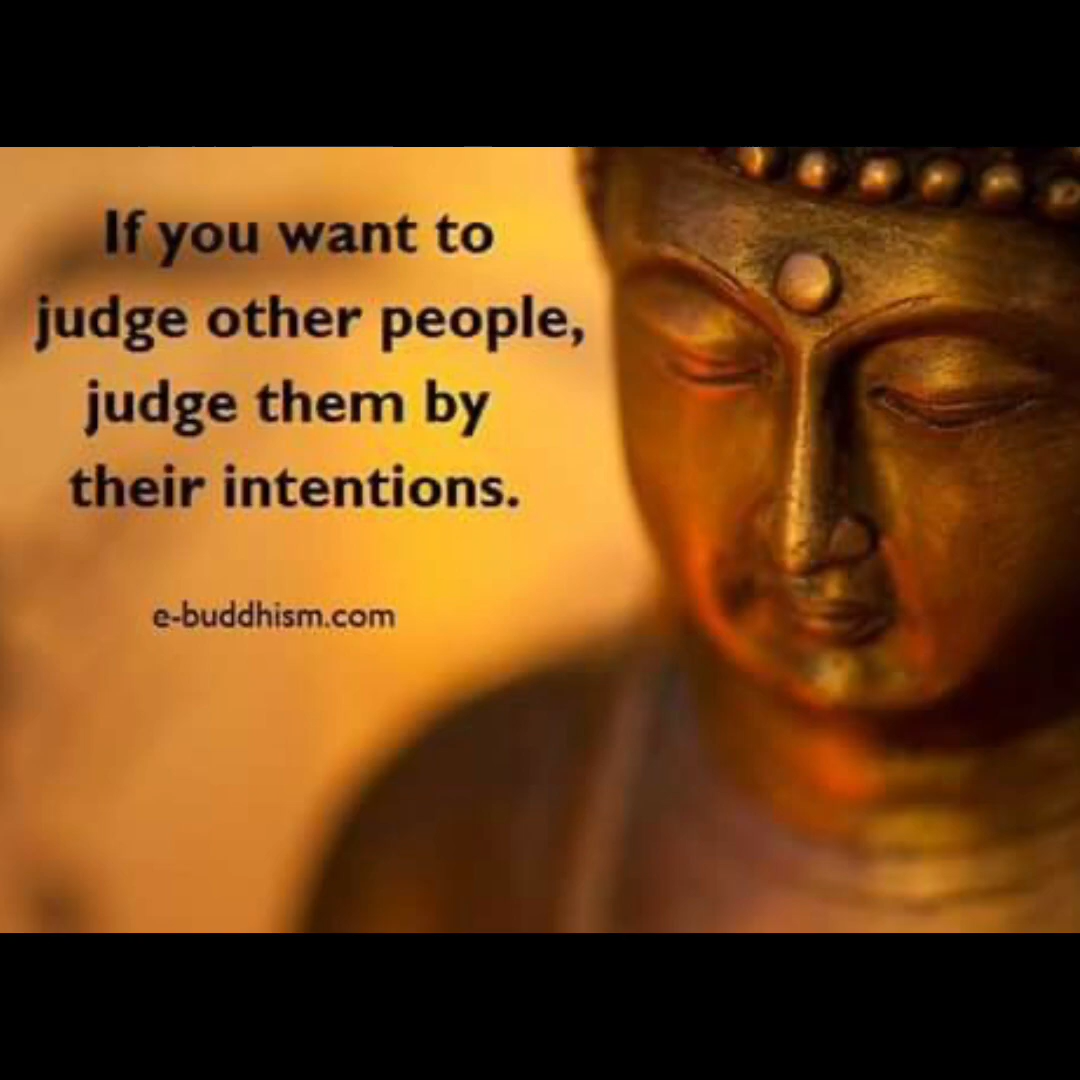 If you want to
judge other people,
judge them by
their intentions.
e-buddhism.com